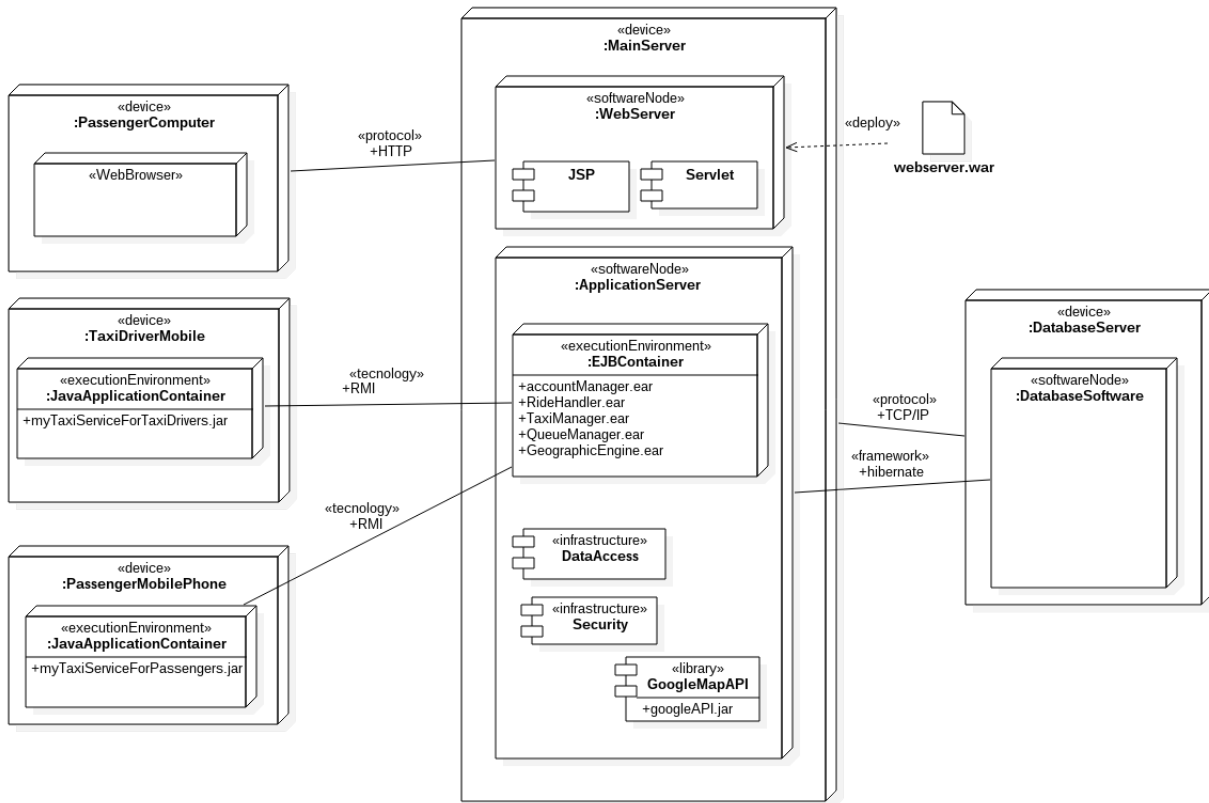 «device»
:PassengerComputer
«WebBrowser»
«protocol»
+HTTP
«device»
:TaxiDriverMobile
«executionEnvironment»
:JavaApplicationContainer
+myTaxiServiceForTaxiDrivers.jar
«tecnology»
+RMI
«device»
:PassengerMobilePhone
«executionEnvironment»
:JavaApplicationContainer
+myTaxiServiceForPassengers.jar
«tecnology»
+RMI
«device»
:MainServer
«softwareNode»
:WebServer
JSP
Servlet
«deploy»
webserver.war
«softwareNode»
:ApplicationServer
«executionEnvironment»
:EJBContainer
+accountManager.ear
+RideHandler.ear
+TaxiManager.ear
+QueueManager.ear
+GeographicEngine.ear
«infrastructure»
DataAccess
«infrastructure»
Security
«library»
GoogleMapAPI
+googleAPI.jar
«protocol»
+TCP/IP
«framework»
+hibernate
«device»
:DatabaseServer
«softwareNode»
:DatabaseSoftware